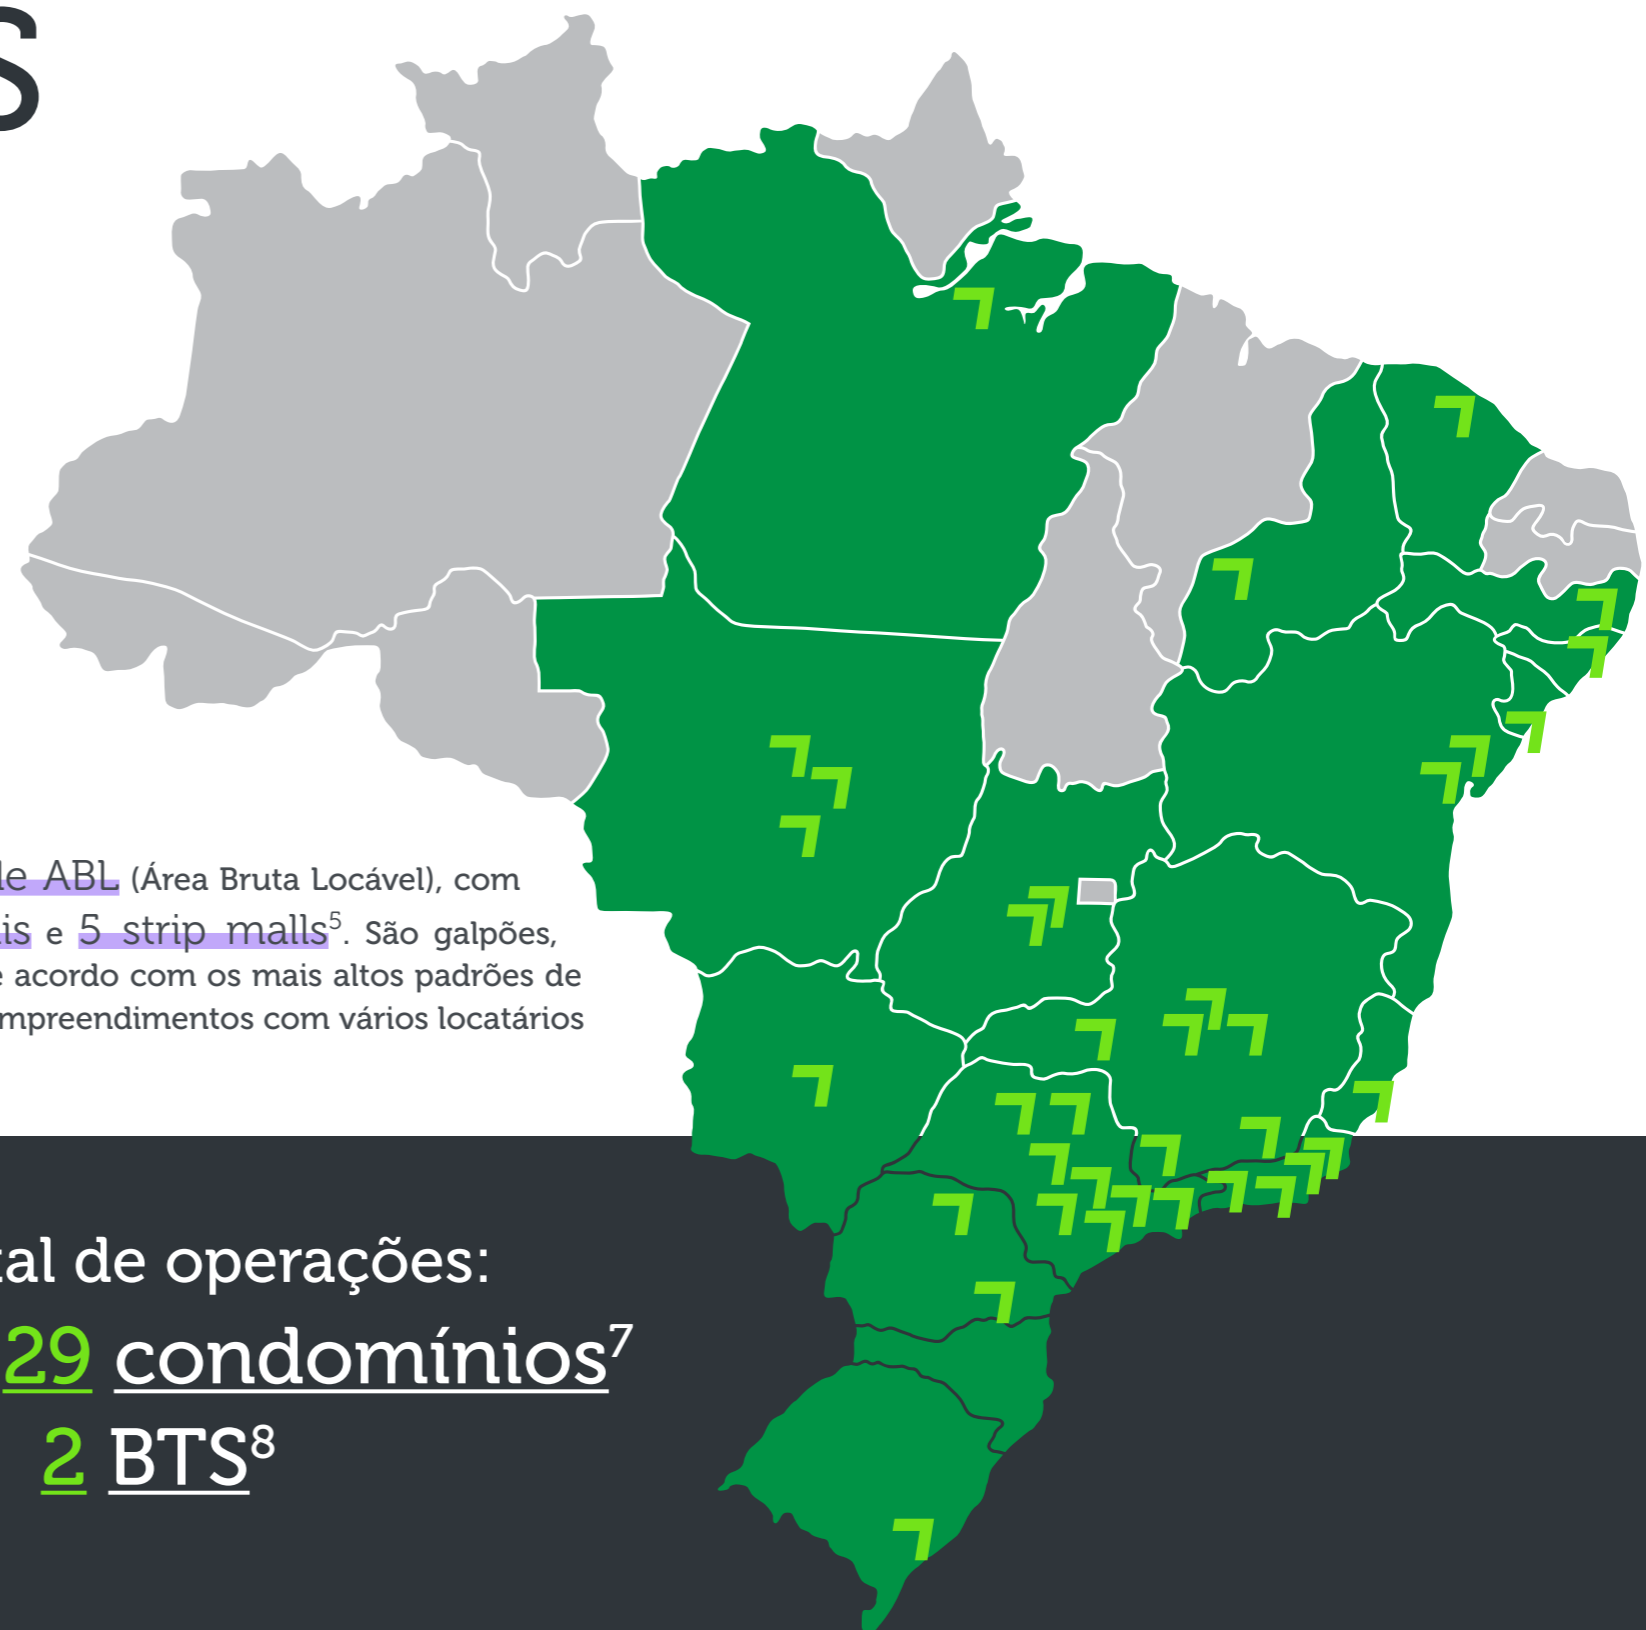 S
de ABL (Área Bruta Locável), com
is e 5 strip malls5. São galpões,
e acordo com os mais altos padrões de
mpreendimentos com vários locatários
tal de operações:
29 condomínios7
2 BTS8